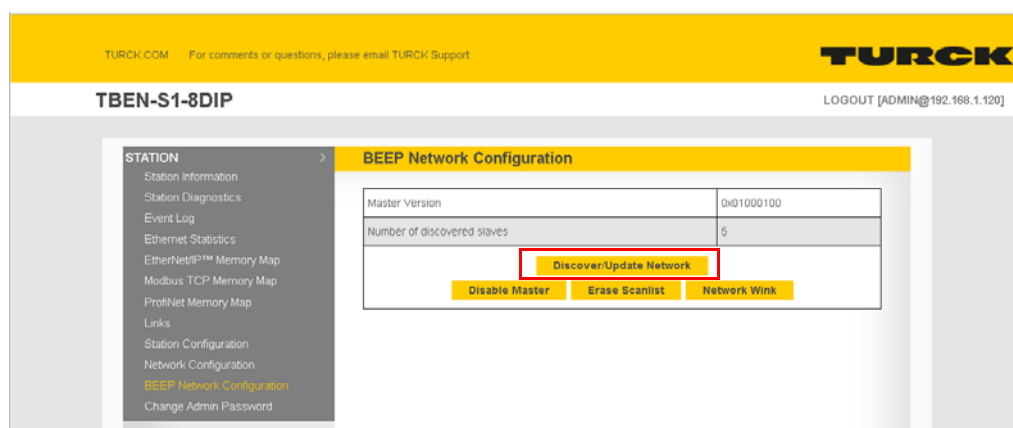 TURCK.COM For comments or questions, please email TURCK Support
TURCK
TBEN-S1-8DIP
LOGOUT [ADMIN@192.168.1.120]
STATION >
Station Information
Station Diagnostics
Event Log
Ethernet Statistics
EtherNet/IP™ Memory Map
Modbus TCP Memory Map
ProfiNet Memory Map
Links
Station Configuration
Network Configuration
BEEP Network Configuration
Change Admin Password
BEEP Network Configuration
Master Version 0x01000100
Number of discovered slaves 5
Discover/Update Network
Disable Master Erase Scanlist Network Wink